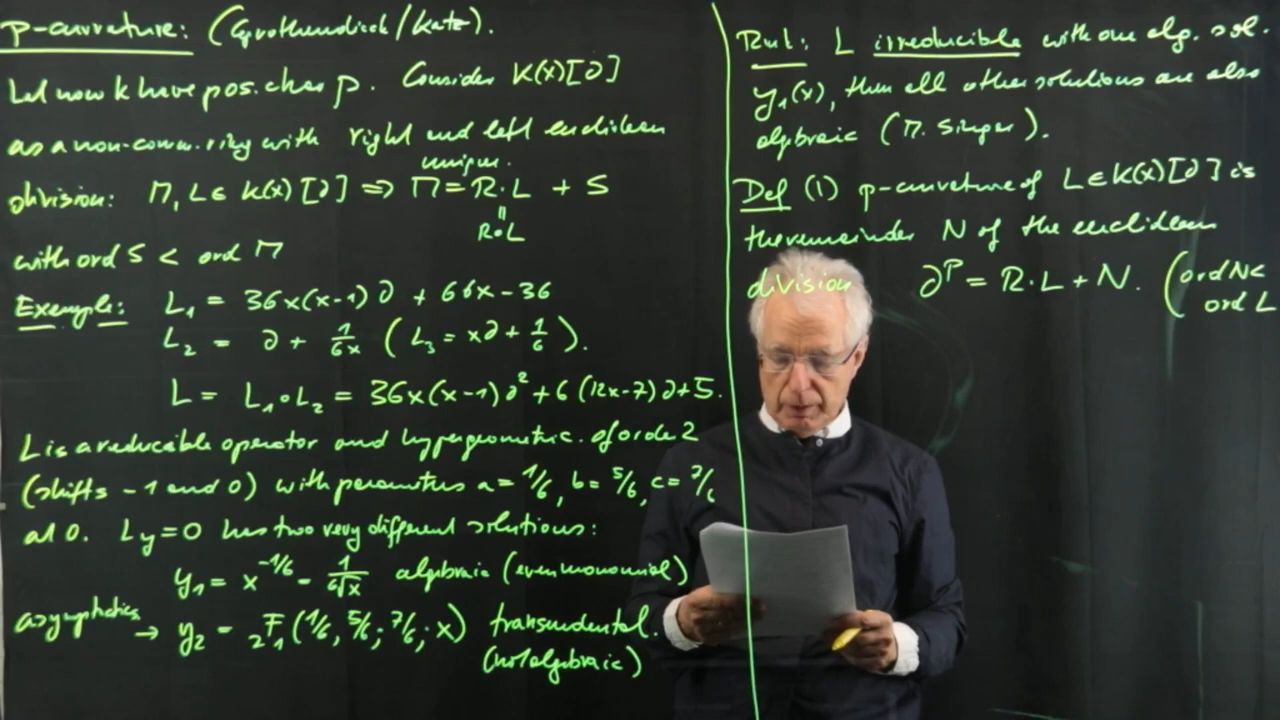 p-curvature: (Grothendieck/Katz).
Let now k have pos. char p. Consider K(x)[∂]
as a non-comm. ring with right and left euclidean
unique.
division: M, L ∈ K(x)[∂] ⇒ M = R·L + S
"
R∘L
with ord S < ord M
Example: L₁ = 36x(x-1)∂ + 66x-36
L₂ = ∂ + 1/6x (L₃ = x∂ + 1/6).
L = L₁∘L₂ = 36x(x-1)∂² + 6(12x-7)∂+5.
L is a reducible operator and hypergeometric. of order 2
(shifts -1 and 0) with parameters a = 1/6, b = 5/6, c = 7/6
at 0. Ly=0 has two very different solutions:
y₁ = x^-1/6 = 1/⁶√x algebraic (even monomial)
asymptotics → y₂ = ₂F₁(1/6, 5/6; 7/6; x) transcendental.
(not algebraic)
Rmk: L irreducible with one alg. sol.
y₁(x), then all other solutions are also
algebraic (M. Singer).
Def (1) p-curvature of L∈K(x)[∂] is
the remainder N of the euclidean
division ∂^p = R·L + N. (ord N <
ord L